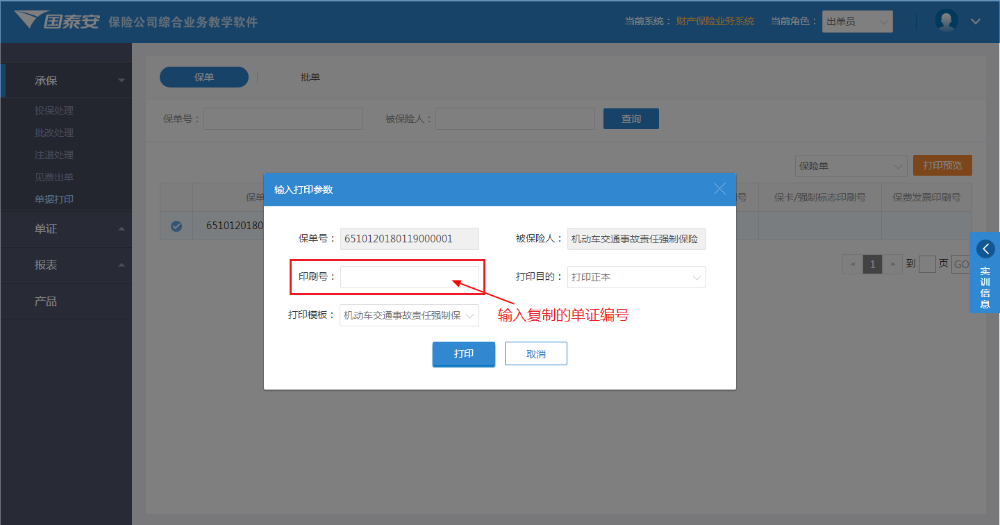 国泰安 保险公司综合业务教学软件
当前系统： 财产保险业务系统 当前角色： 出单员
承保
投保处理
批改处理
注退处理
见费出单
单据打印
单证
报表
产品
保单 批单
保单号： 被保险人： 查询
保险单 打印预览
保单 号 保卡/强制标志印刷号 保费发票印刷号
6510120180
1 到 页 GO
实训信息
输入打印参数
保单号： 6510120180119000001 被保险人： 机动车交通事故责任强制保险
印刷号： 打印目的： 打印正本
打印模板： 机动车交通事故责任强制保
输入复制的单证编号
打印 取消